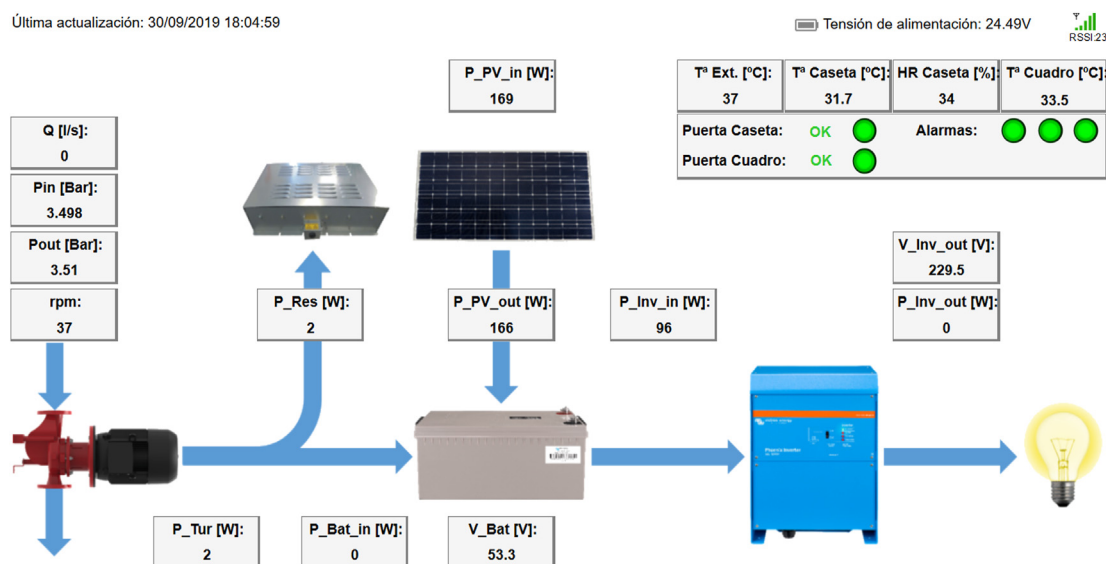 Última actualización: 30/09/2019 18:04:59
Tensión de alimentación: 24.49V
RSSI:23
P_PV_in [W]:
169
Tª Ext. [ºC]: Tª Caseta [ºC]: HR Caseta [%]: Tª Cuadro [ºC]:
37 31.7 34 33.5
Puerta Caseta: OK Alarmas:
Puerta Cuadro: OK
Q [l/s]:
0
Pin [Bar]:
3.498
Pout [Bar]:
3.51
rpm:
37
P_Res [W]:
2
P_PV_out [W]:
166
P_Inv_in [W]:
96
V_Inv_out [V]:
229.5
P_Inv_out [W]:
0
P_Tur [W]:
2
P_Bat_in [W]:
0
V_Bat [V]:
53.3